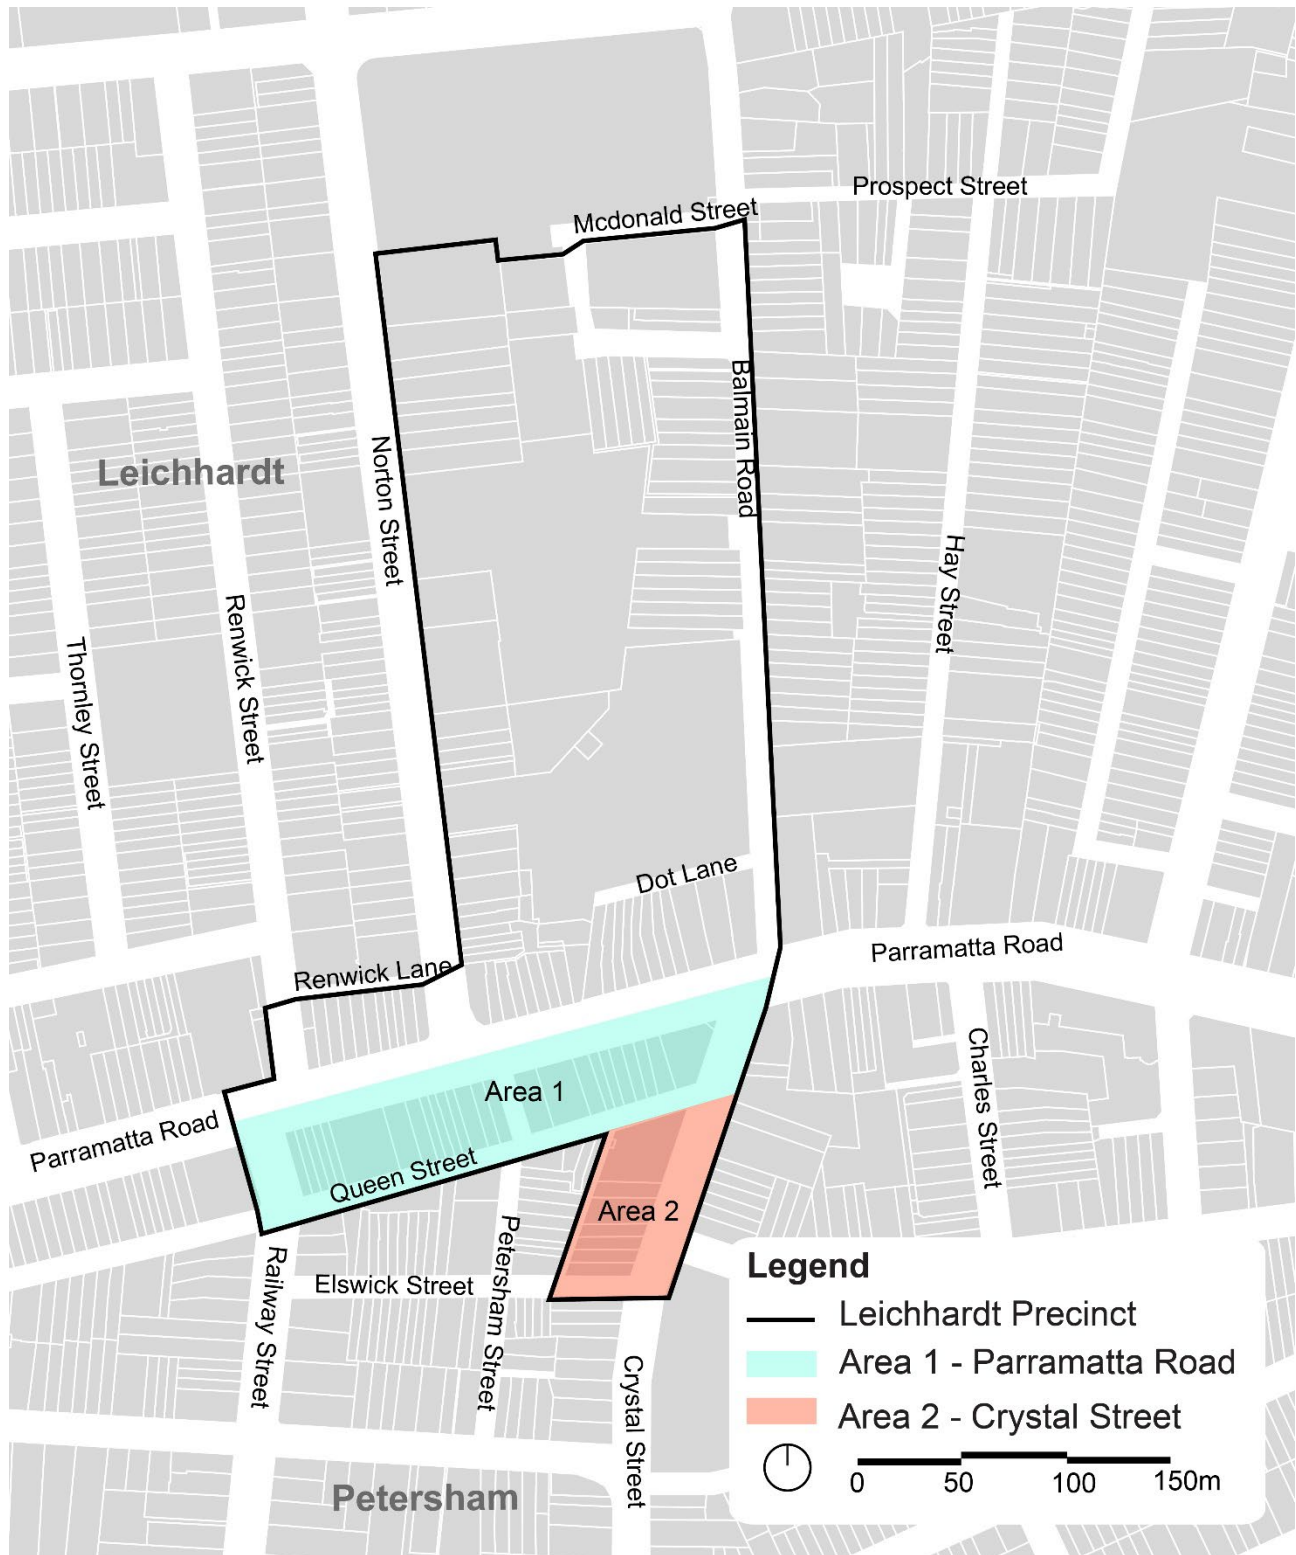 Prospect Street
Mcdonald Street
Balmain Road
Norton Street
Leichhardt
Hay Street
Renwick Street
Thornley Street
Dot Lane
Parramatta Road
Renwick Lane
Charles Street
Area 1
Parramatta Road
Queen Street
Area 2
Petersham Street
Railway Street
Elswick Street
Crystal Street
Petersham
Legend
Leichhardt Precinct
Area 1 - Parramatta Road
Area 2 - Crystal Street
0 50 100 150m